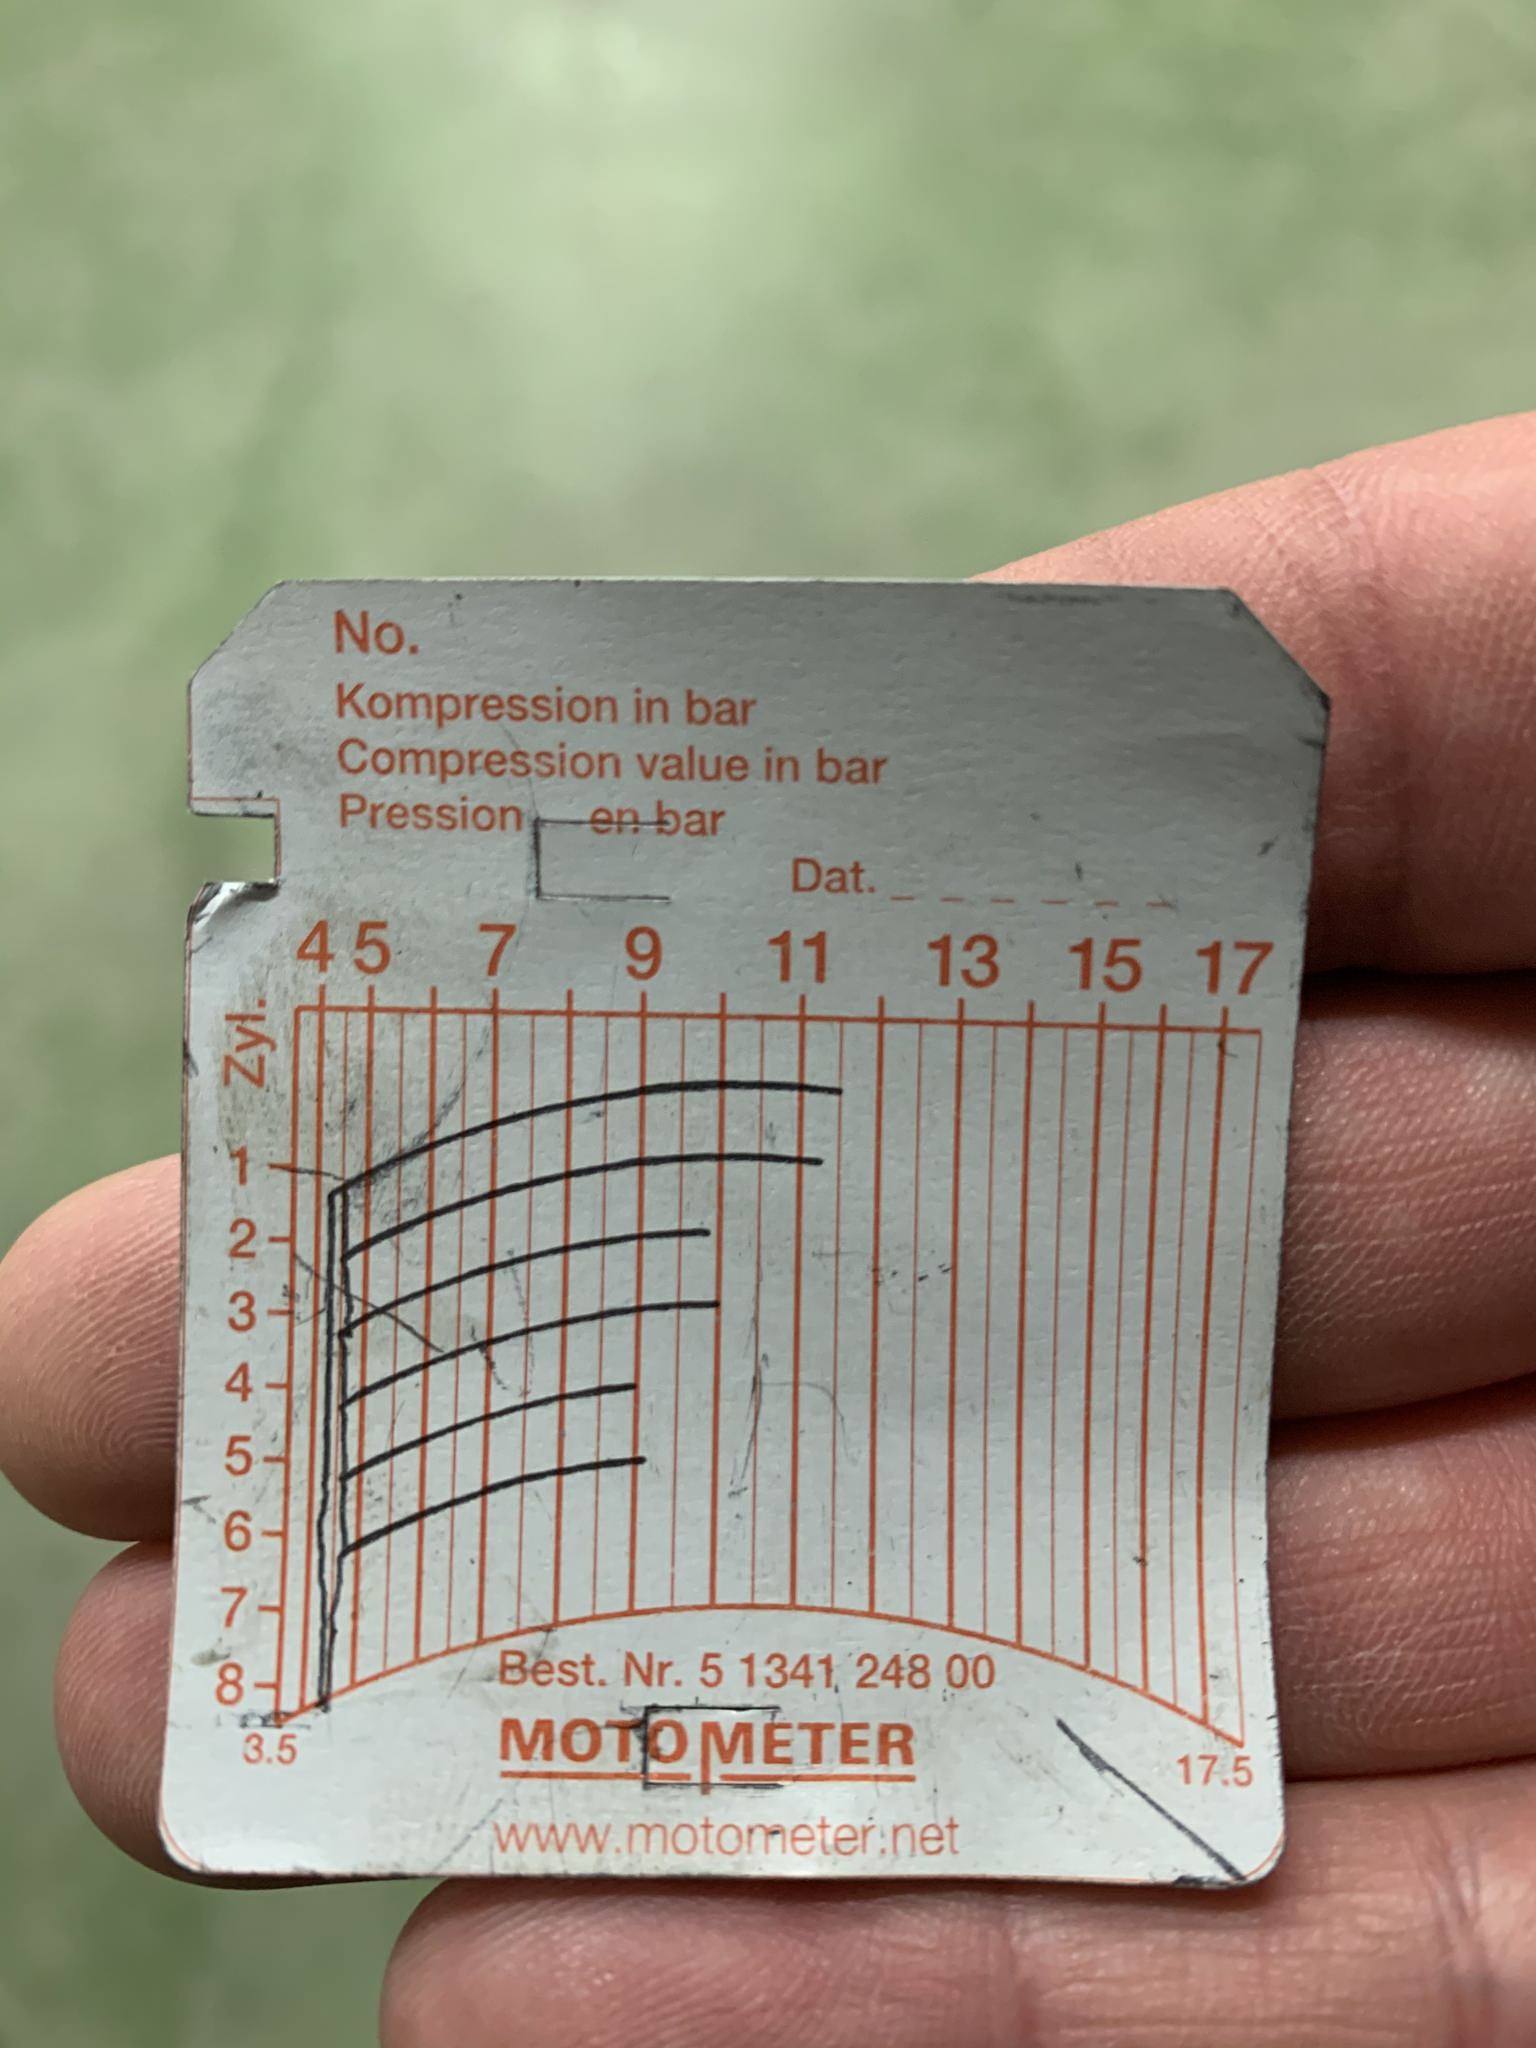 No.
Kompression in bar
Compression value in bar
Pression en bar
Dat.
4 5 7 9 11 13 15 17
Zyl.
1
2
3
4
5
6
7
8
3.5
17.5
Best. Nr. 5 1341 248 00
MOTOMETER
www.motometer.net